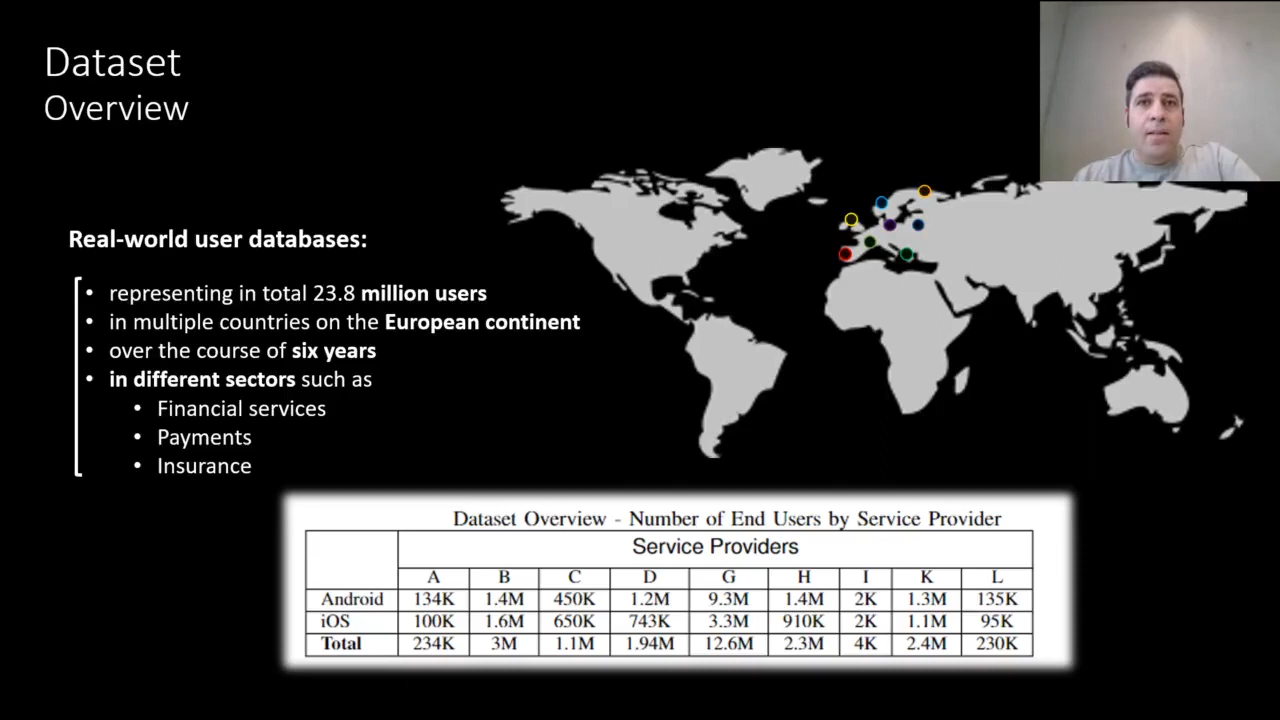 Dataset
Overview
Real-world user databases:
• representing in total 23.8 million users
• in multiple countries on the European continent
• over the course of six years
• in different sectors such as
• Financial services
• Payments
• Insurance
Dataset Overview - Number of End Users by Service Provider
Service Providers
A B C D G H I K L
Android 134K 1.4M 450K 1.2M 9.3M 1.4M 2K 1.3M 135K
iOS 100K 1.6M 650K 743K 3.3M 910K 2K 1.1M 95K
Total 234K 3M 1.1M 1.94M 12.6M 2.3M 4K 2.4M 230K